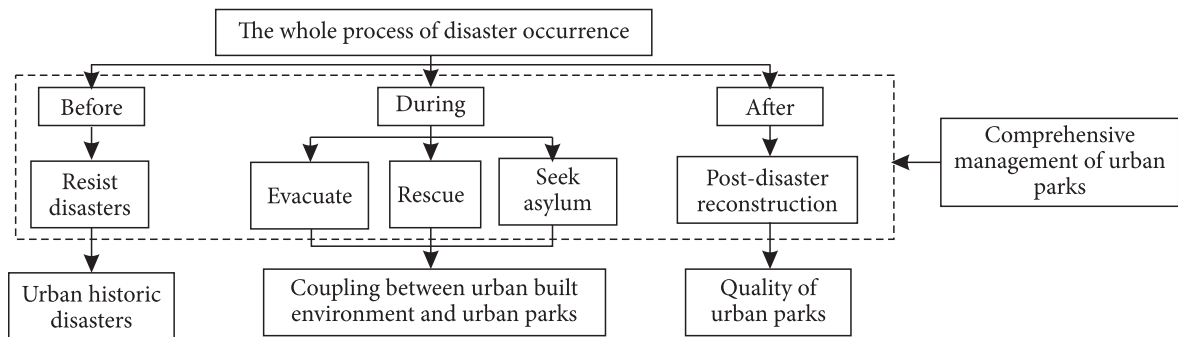 The whole process of disaster occurrence
Before
During
After
Comprehensive
management of urban
parks
Resist
disasters
Evacuate
Rescue
Seek
asylum
Post-disaster
reconstruction
Urban historic
disasters
Coupling between urban built
environment and urban parks
Quality of
urban parks